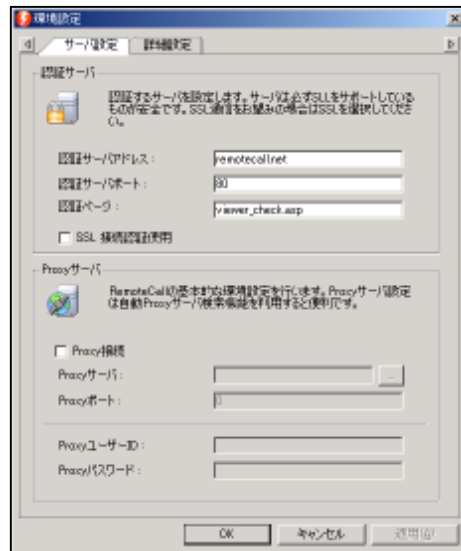 環境設定
サーバ設定 詳細設定
認証サーバ
認証するサーバを設定します。サーバは必ずSLLをサポートしている
ものが安全です。SSL通信をお望みの場合はSSLを選択してくださ
い。
認証サーバアドレス：
remotecall.net
認証サーバポート：
80
認証ページ：
viewer_check.asp
SSL 接続認証使用
Proxyサーバ
RemoteCallの基本的な環境設定を行います。Proxyサーバ設定
は自動Proxyサーバ検索機能を利用すると便利です。
Proxy接続
Proxyサーバ：
...
Proxyポート：
0
ProxyユーザーID：
Proxyパスワード：
OK キャンセル 適用(A)